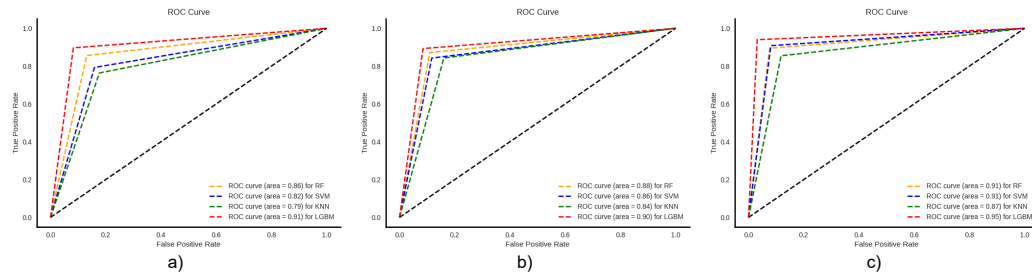 ROC Curve
1.0
0.8
0.6
0.4
0.2
0.0
True Positive Rate
ROC curve (area = 0.86) for RF
ROC curve (area = 0.82) for SVM
ROC curve (area = 0.79) for KNN
ROC curve (area = 0.91) for LGBM
0.0 0.2 0.4 0.6 0.8 1.0
False Positive Rate
a)
ROC Curve
1.0
0.8
0.6
0.4
0.2
0.0
True Positive Rate
ROC curve (area = 0.88) for RF
ROC curve (area = 0.86) for SVM
ROC curve (area = 0.84) for KNN
ROC curve (area = 0.90) for LGBM
0.0 0.2 0.4 0.6 0.8 1.0
False Positive Rate
b)
ROC Curve
1.0
0.8
0.6
0.4
0.2
0.0
True Positive Rate
ROC curve (area = 0.91) for RF
ROC curve (area = 0.91) for SVM
ROC curve (area = 0.87) for KNN
ROC curve (area = 0.95) for LGBM
0.0 0.2 0.4 0.6 0.8 1.0
False Positive Rate
c)